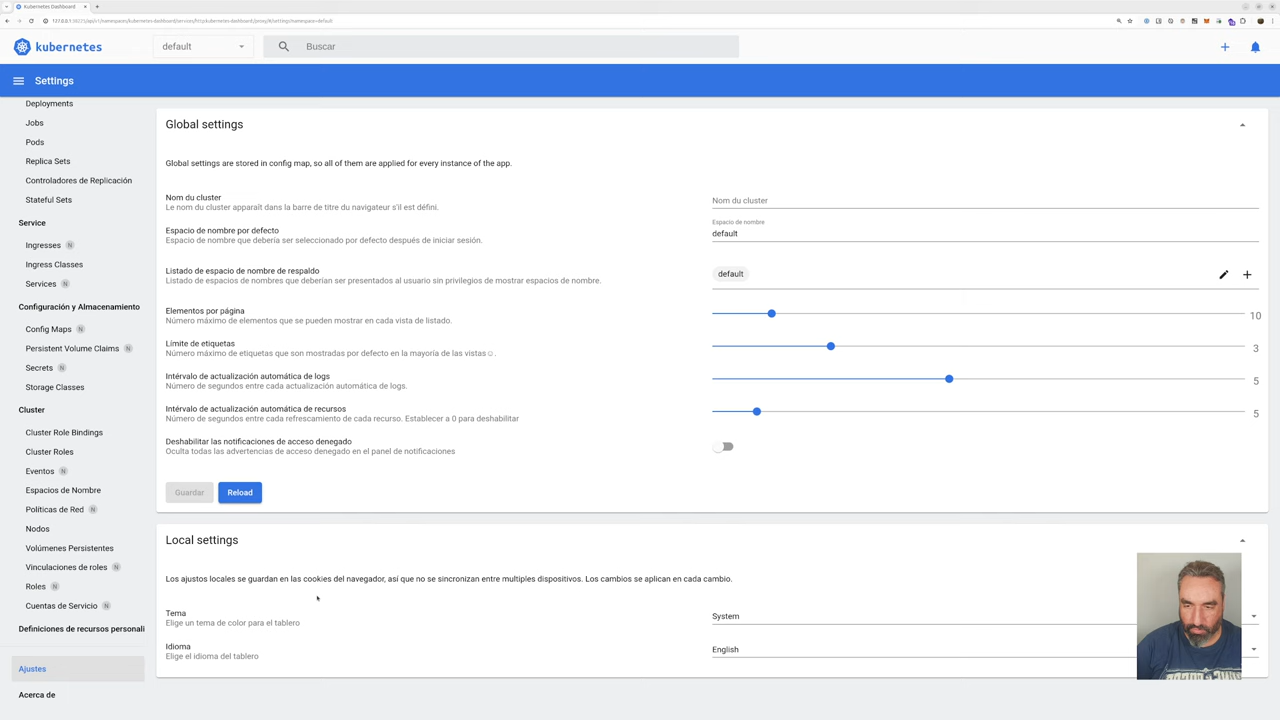 Kubernetes Dashboard
kubernetes
default
Buscar
Settings
Deployments
Jobs
Pods
Replica Sets
Controladores de Replicación
Stateful Sets
Service
Ingresses N
Ingress Classes
Services N
Configuración y Almacenamiento
Config Maps N
Persistent Volume Claims N
Secrets N
Storage Classes
Cluster
Cluster Role Bindings
Cluster Roles
Eventos N
Espacios de Nombre
Políticas de Red N
Nodos
Volúmenes Persistentes
Vinculaciones de roles N
Roles N
Cuentas de Servicio N
Definiciones de recursos personali
Ajustes
Acerca de
Global settings
Global settings are stored in config map, so all of them are applied for every instance of the app.
Nom du cluster
Le nom du cluster apparaît dans la barre de titre du navigateur s'il est défini.
Nom du cluster
Espacio de nombre por defecto
Espacio de nombre que debería ser seleccionado por defecto después de iniciar sesión.
Espacio de nombre
default
Listado de espacio de nombre de respaldo
Listado de espacios de nombres que deberían ser presentados al usuario sin privilegios de mostrar espacios de nombre.
default
Elementos por página
Número máximo de elementos que se pueden mostrar en cada vista de listado.
10
Límite de etiquetas
Número máximo de etiquetas que son mostradas por defecto en la mayoría de las vistas☺.
3
Intérvalo de actualización automática de logs
Número de segundos entre cada actualización automática de logs.
5
Intérvalo de actualización automática de recursos
Número de segundos entre cada refrescamiento de cada recurso. Establecer a 0 para deshabilitar
5
Deshabilitar las notificaciones de acceso denegado
Oculta todas las advertencias de acceso denegado en el panel de notificaciones
Guardar
Reload
Local settings
Los ajustes locales se guardan en las cookies del navegador, así que no se sincronizan entre multiples dispositivos. Los cambios se aplican en cada cambio.
Tema
Elige un tema de color para el tablero
System
Idioma
Elige el idioma del tablero
English